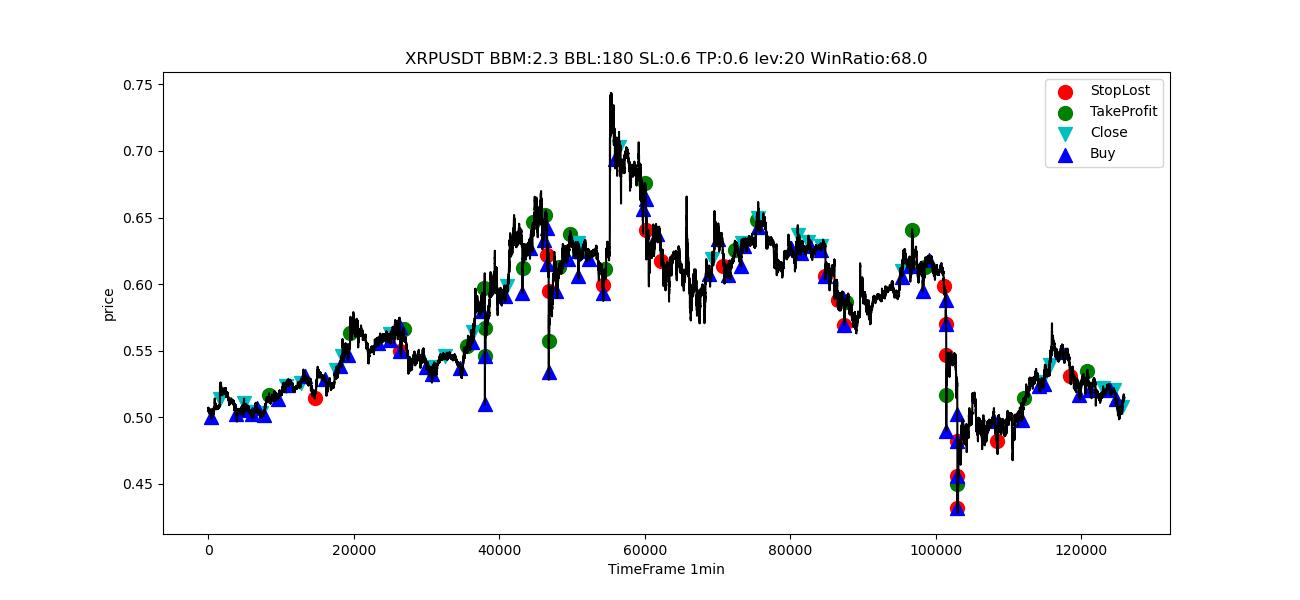 XRPUSDT BBM:2.3 BBL:180 SL:0.6 TP:0.6 lev:20 WinRatio:68.0
0.75
0.70
0.65
0.60
0.55
0.50
0.45
price
StopLost
TakeProfit
Close
Buy
0 20000 40000 60000 80000 100000 120000
TimeFrame 1min